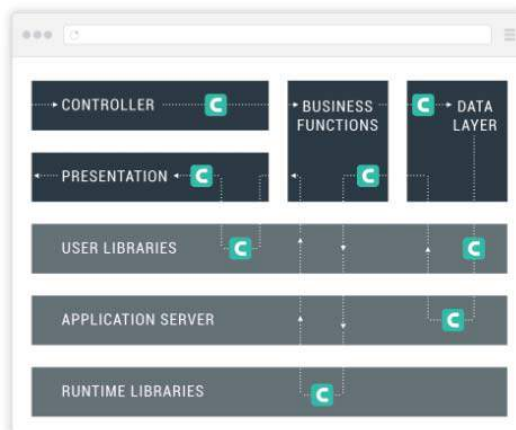 CONTROLLER
BUSINESS
FUNCTIONS
DATA
LAYER
PRESENTATION
USER LIBRARIES
APPLICATION SERVER
RUNTIME LIBRARIES
C
C
C
C
C
C
C
C